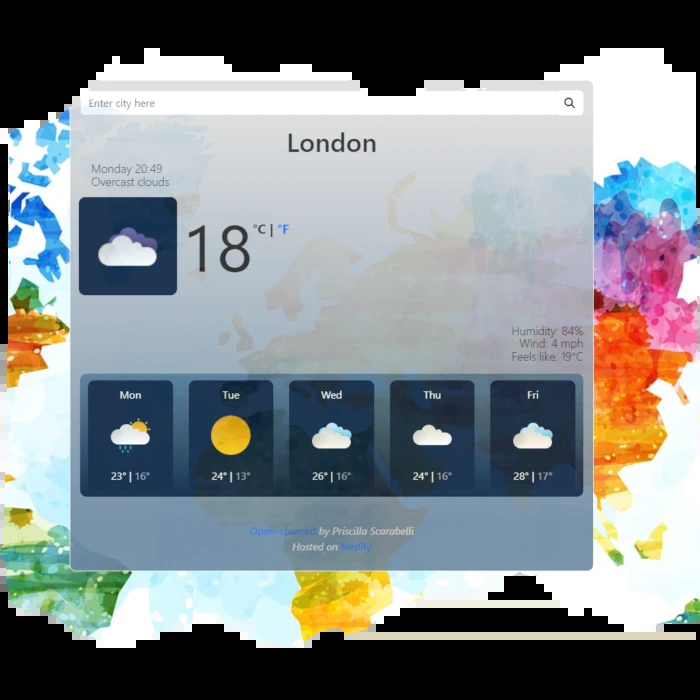 Enter city here
London
Monday 20:49
Overcast clouds
18 °C | °F
Humidity: 84%
Wind: 4 mph
Feels like: 19°C
Mon Tue Wed Thu Fri
23° | 16° 24° | 13° 26° | 16° 24° | 16° 28° | 17°
Open-sourced by Priscilla Scarabelli
Hosted on Netlify